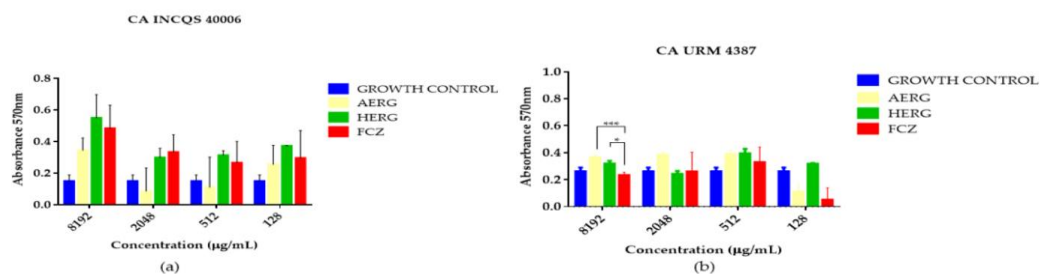 CA INCQS 40006
Absorbance 570nm
0.8
0.6
0.4
0.2
0.0
8192
2048
512
128
Concentration (µg/mL)
GROWTH CONTROL
AERG
HERG
FCZ
(a)
CA URM 4387
Absorbance 570nm
1.0
0.8
0.6
0.4
0.2
0.0
***
*
8192
2048
512
128
Concentration (µg/mL)
GROWTH CONTROL
AERG
HERG
FCZ
(b)